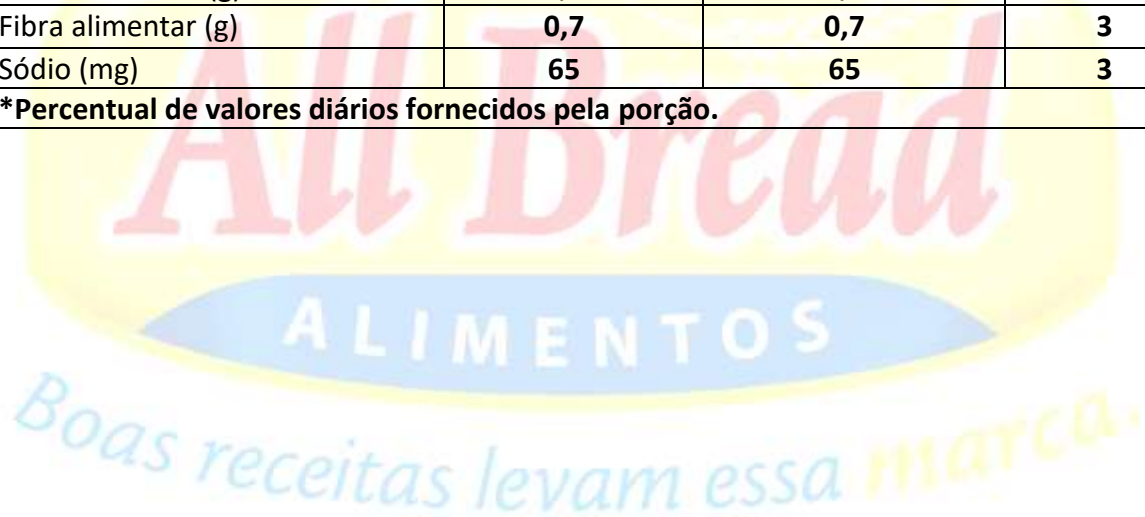 Fibra alimentar (g) 0,7 0,7 3
Sódio (mg) 65 65 3
*Percentual de valores diários fornecidos pela porção.
All Bread
ALIMENTOS
Boas receitas levam essa marca.